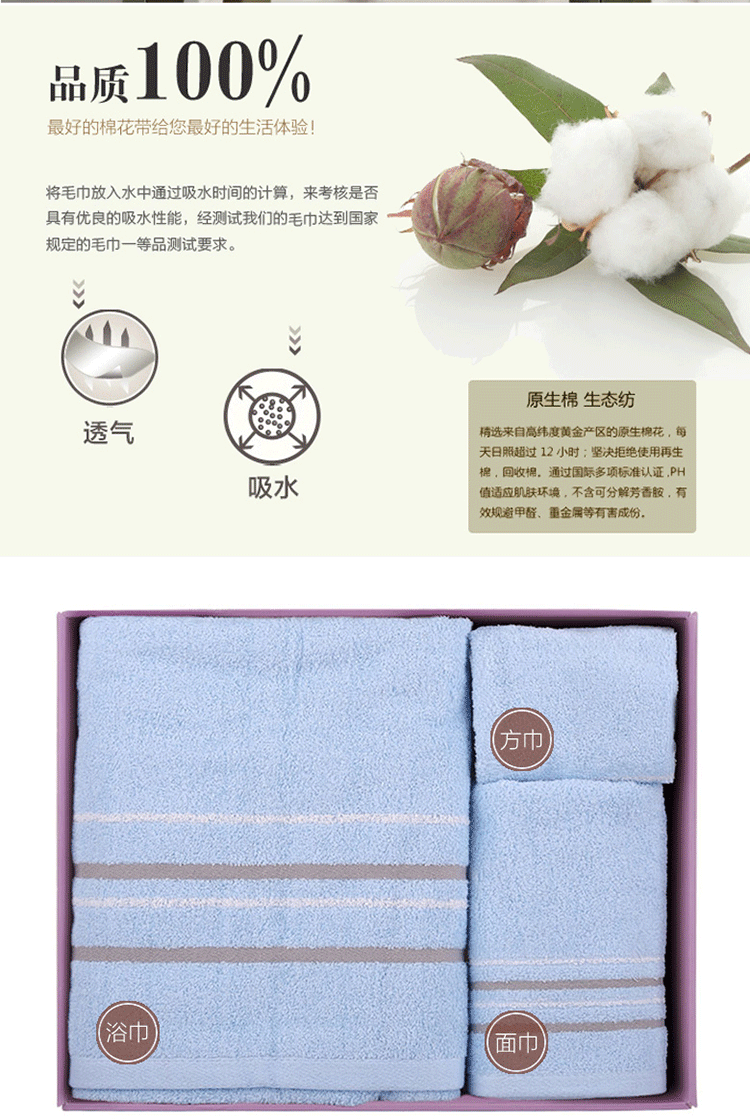 品质100%
最好的棉花带给您最好的生活体验!
将毛巾放入水中通过吸水时间的计算，来考核是否
具有优良的吸水性能，经测试我们的毛巾达到国家
规定的毛巾一等品测试要求。
透气
吸水
原生棉 生态纺
精选来自高纬度黄金产区的原生棉花，每
天日照超过 12 小时；坚决拒绝使用再生
棉，回收棉。通过国际多项标准认证,PH
值适应肌肤环境，不含可分解芳香胺，有
效规避甲醛、重金属等有害成份。
方巾
浴巾
面巾